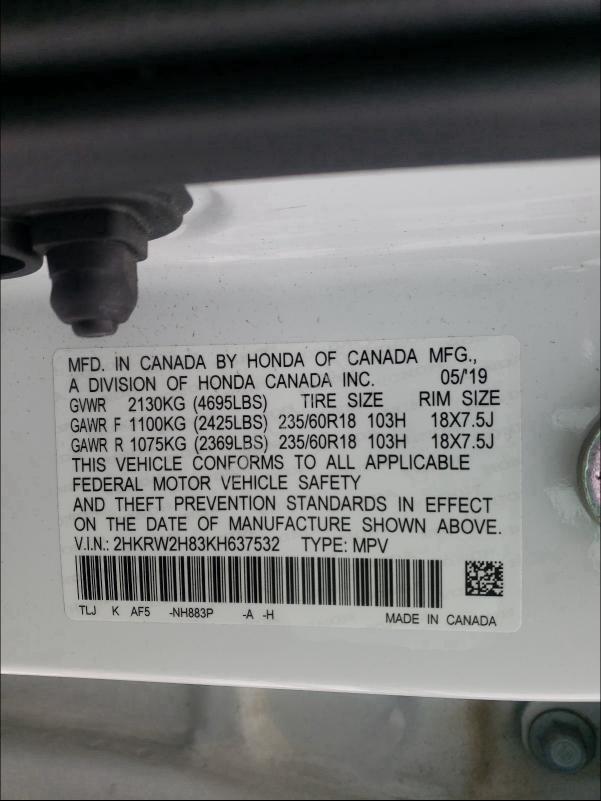 MFD. IN CANADA BY HONDA OF CANADA MFG.,
A DIVISION OF HONDA CANADA INC. 05/'19
GVWR 2130KG (4695LBS) TIRE SIZE RIM SIZE
GAWR F 1100KG (2425LBS) 235/60R18 103H 18X7.5J
GAWR R 1075KG (2369LBS) 235/60R18 103H 18X7.5J
THIS VEHICLE CONFORMS TO ALL APPLICABLE
FEDERAL MOTOR VEHICLE SAFETY
AND THEFT PREVENTION STANDARDS IN EFFECT
ON THE DATE OF MANUFACTURE SHOWN ABOVE.
V.I.N.: 2HKRW2H83KH637532 TYPE: MPV
TLJ K AF5 -NH883P -A -H
MADE IN CANADA